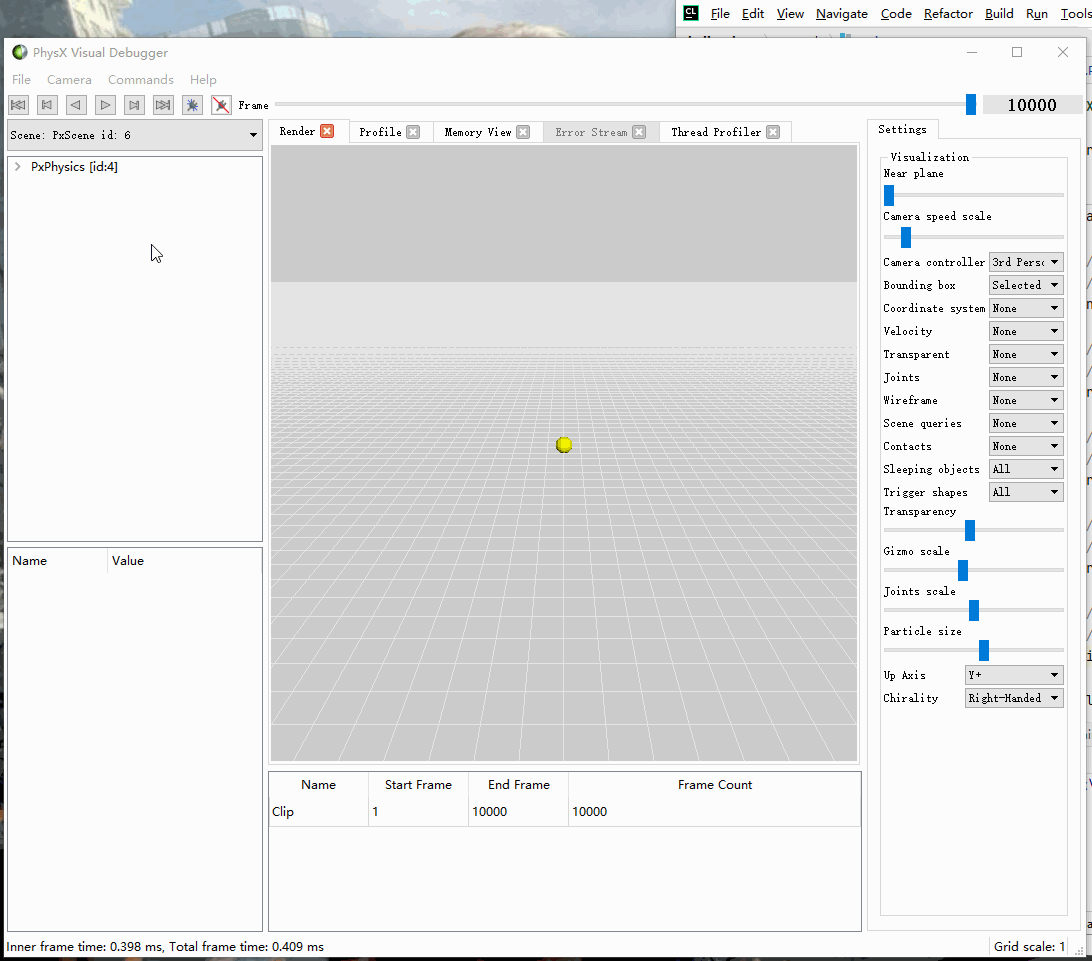 CL File Edit View Navigate Code Refactor Build Run Tools
PhysX Visual Debugger
File Camera Commands Help
Frame 10000
Scene: PxScene id: 6
PxPhysics [id:4]
Name Value
Render Profile Memory View Error Stream Thread Profiler
Name Start Frame End Frame Frame Count
Clip 1 10000 10000
Settings
Visualization
Near plane
Camera speed scale
Camera controller 3rd Persc
Bounding box Selected
Coordinate system None
Velocity None
Transparent None
Joints None
Wireframe None
Scene queries None
Contacts None
Sleeping objects All
Trigger shapes All
Transparency
Gizmo scale
Joints scale
Particle size
Up Axis Y+
Chirality Right-Handed
Inner frame time: 0.398 ms, Total frame time: 0.409 ms
Grid scale: 1